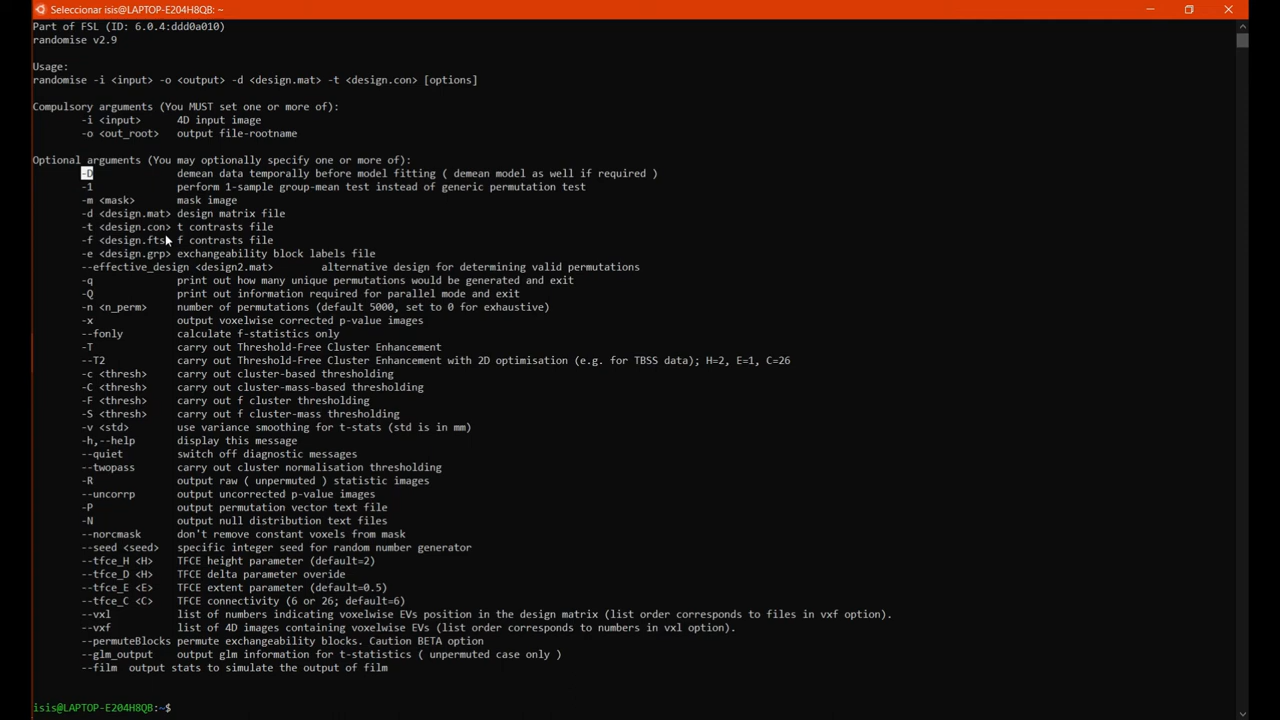 Seleccionar isis@LAPTOP-E204H8QB: ~
Part of FSL (ID: 6.0.4:ddd0a010)
randomise v2.9
Usage:
randomise -i <input> -o <output> -d <design.mat> -t <design.con> [options]
Compulsory arguments (You MUST set one or more of):
-i <input> 4D input image
-o <out_root> output file-rootname
Optional arguments (You may optionally specify one or more of):
-D demean data temporally before model fitting ( demean model as well if required )
-1 perform 1-sample group-mean test instead of generic permutation test
-m <mask> mask image
-d <design.mat> design matrix file
-t <design.con> t contrasts file
-f <design.fts> f contrasts file
-e <design.grp> exchangeability block labels file
--effective_design <design2.mat> alternative design for determining valid permutations
-q print out how many unique permutations would be generated and exit
-Q print out information required for parallel mode and exit
-n <n_perm> number of permutations (default 5000, set to 0 for exhaustive)
-x output voxelwise corrected p-value images
--fonly calculate f-statistics only
-T carry out Threshold-Free Cluster Enhancement
--T2 carry out Threshold-Free Cluster Enhancement with 2D optimisation (e.g. for TBSS data); H=2, E=1, C=26
-c <thresh> carry out cluster-based thresholding
-C <thresh> carry out cluster-mass-based thresholding
-F <thresh> carry out f cluster thresholding
-S <thresh> carry out f cluster-mass thresholding
-v <std> use variance smoothing for t-stats (std is in mm)
-h,--help display this message
--quiet switch off diagnostic messages
--twopass carry out cluster normalisation thresholding
-R output raw ( unpermuted ) statistic images
--uncorrp output uncorrected p-value images
-P output permutation vector text file
-N output null distribution text files
--norcmask don't remove constant voxels from mask
--seed <seed> specific integer seed for random number generator
--tfce_H <H> TFCE height parameter (default=2)
--tfce_D <H> TFCE delta parameter overide
--tfce_E <E> TFCE extent parameter (default=0.5)
--tfce_C <C> TFCE connectivity (6 or 26; default=6)
--vxl list of numbers indicating voxelwise EVs position in the design matrix (list order corresponds to files in vxf option).
--vxf list of 4D images containing voxelwise EVs (list order corresponds to numbers in vxl option).
--permuteBlocks permute exchangeability blocks. Caution BETA option
--glm_output output glm information for t-statistics ( unpermuted case only )
--film output stats to simulate the output of film
isis@LAPTOP-E204H8QB:~$